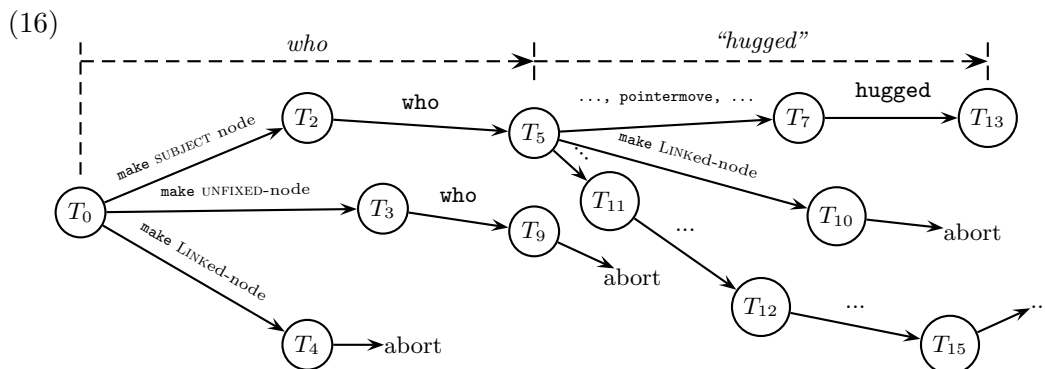 (16)
who
“hugged”
make SUBJECT node
T2
who
T5
..., pointermove, ...
T7
hugged
T13
...
make LINKed-node
T0
make UNFIXED-node
T3
who
T9
abort
T11
...
T10
abort
make LINKed-node
T4
abort
T12
...
T15
..